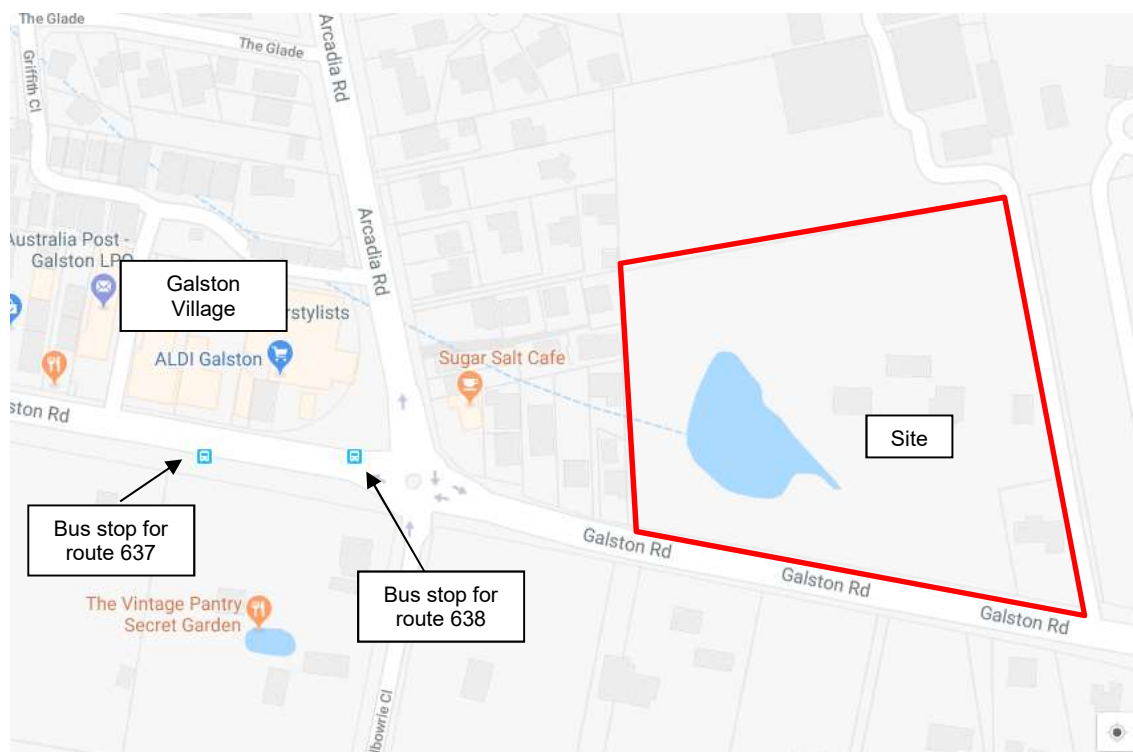 The Glade
The Glade
Griffith Cl
Arcadia Rd
Arcadia Rd
Australia Post -
Galston LPO
Galston
Village
rstylists
ALDI Galston
Sugar Salt Cafe
Site
ston Rd
Bus stop for
route 637
Bus stop for
route 638
Galston Rd
Galston Rd
Galston Rd
The Vintage Pantry
Secret Garden
lbowrie Cl